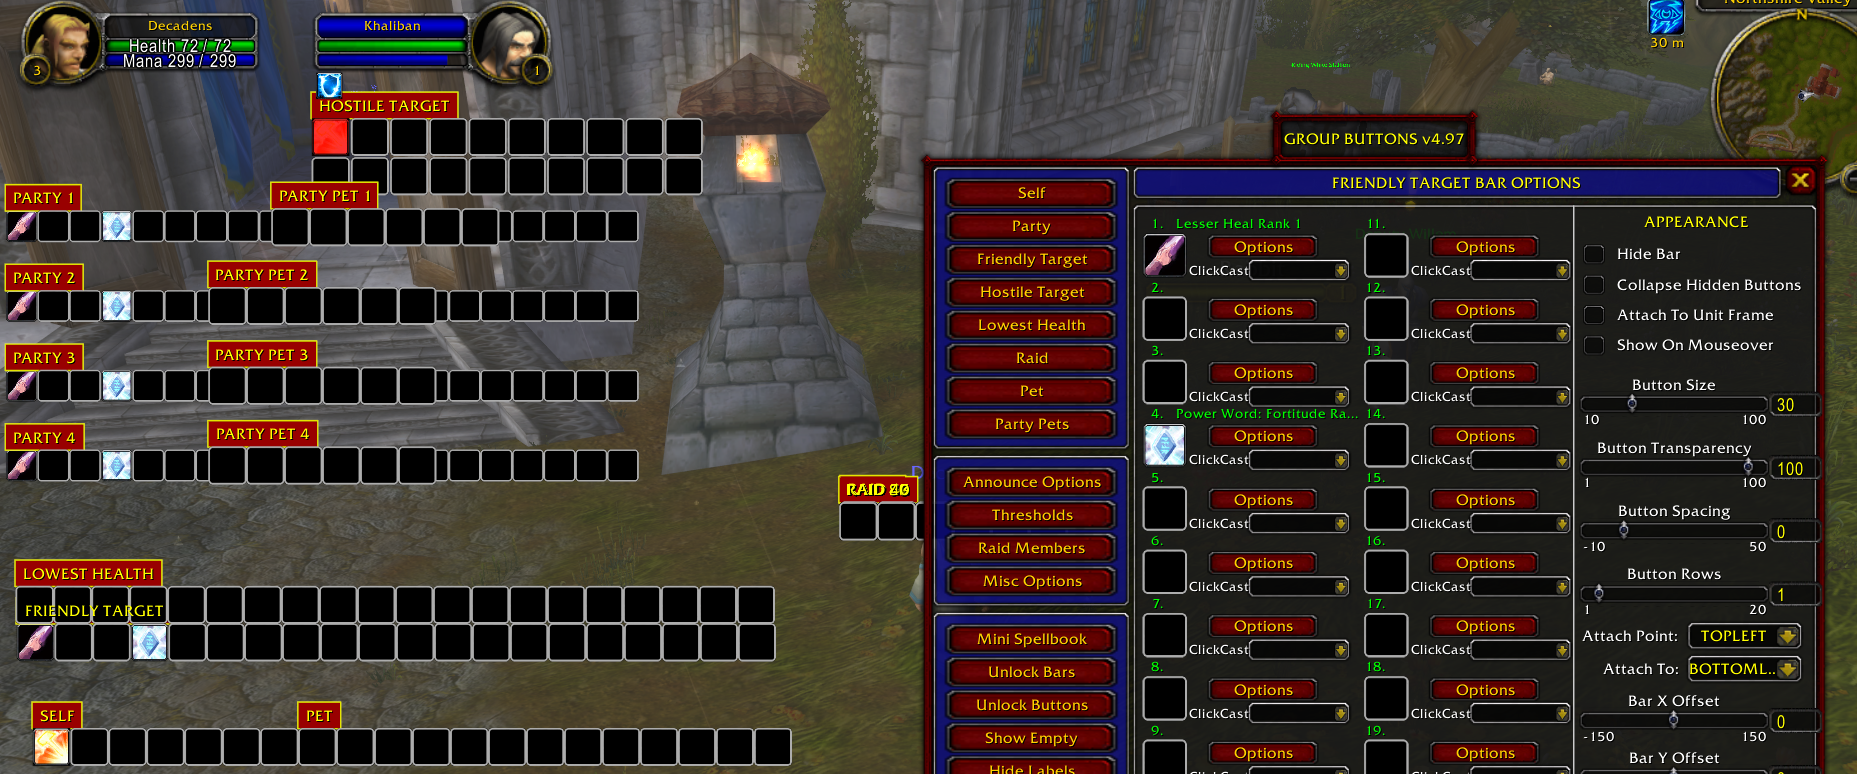 Decadens
Health 72 / 72
Mana 299 / 299
3
Khaliban
1
30 m
N
HOSTILE TARGET
PARTY 1
PARTY PET 1
PARTY 2
PARTY PET 2
PARTY 3
PARTY PET 3
PARTY 4
PARTY PET 4
LOWEST HEALTH
FRIENDLY TARGET
SELF
PET
GROUP BUTTONS v4.97
Self
Party
Friendly Target
Hostile Target
Lowest Health
Raid
Pet
Party Pets
Announce Options
Thresholds
Raid Members
Misc Options
Mini Spellbook
Unlock Bars
Unlock Buttons
Show Empty
Hide Labels
FRIENDLY TARGET BAR OPTIONS
X
1. Lesser Heal Rank 1
Options
ClickCast
2.
Options
ClickCast
3.
Options
ClickCast
4. Power Word: Fortitude Ra...
Options
ClickCast
5.
Options
ClickCast
6.
Options
ClickCast
7.
Options
ClickCast
8.
Options
ClickCast
9.
Options
11.
Options
ClickCast
12.
Options
ClickCast
13.
Options
ClickCast
14.
Options
ClickCast
15.
Options
ClickCast
16.
Options
ClickCast
17.
Options
ClickCast
18.
Options
ClickCast
19.
Options
APPEARANCE
Hide Bar
Collapse Hidden Buttons
Attach To Unit Frame
Show On Mouseover
Button Size
30
10 100
Button Transparency
100
1 100
Button Spacing
0
-10 50
Button Rows
1
1 20
Attach Point: TOPLEFT
Attach To: BOTTOML...
Bar X Offset
0
-150 150
Bar Y Offset